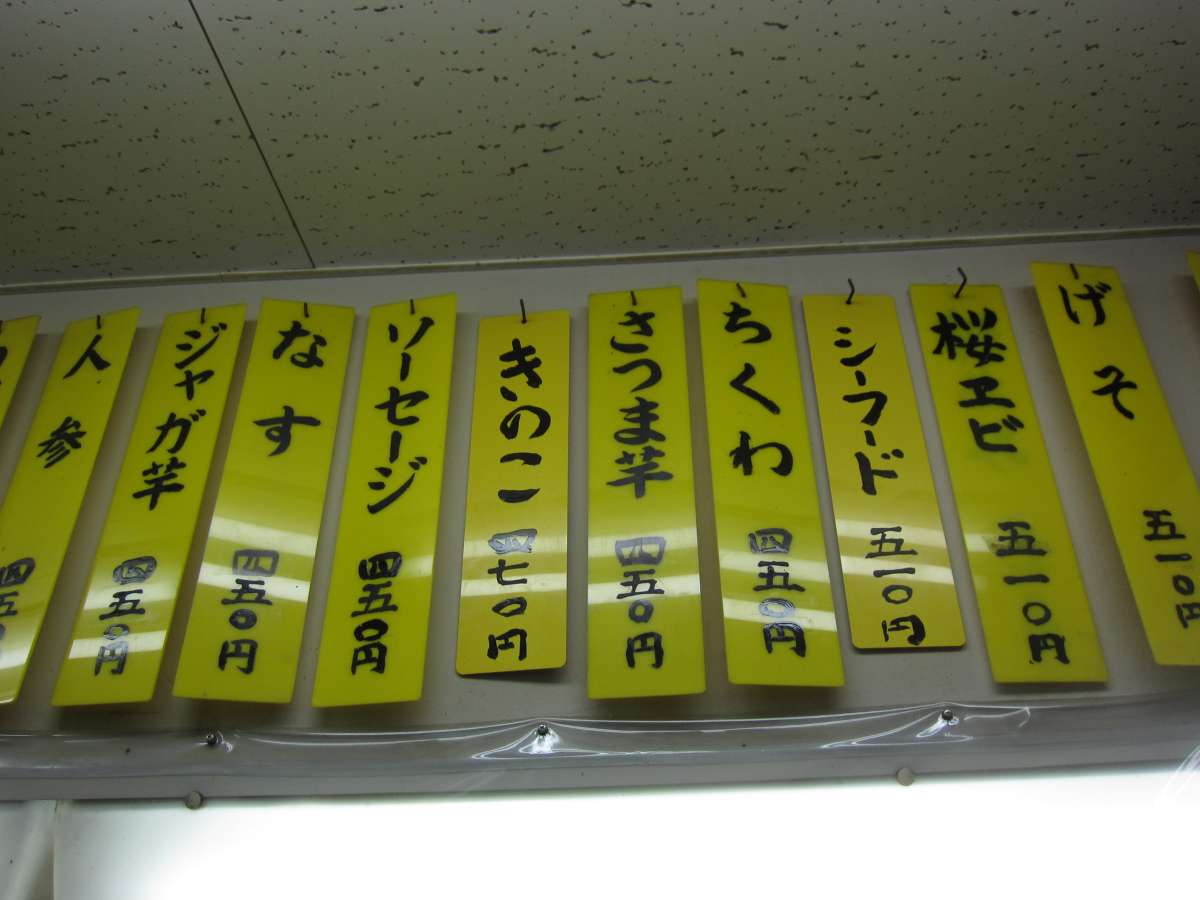 げそ 五一〇円
桜ヱビ 五一〇円
シーフード 五一〇円
ちくわ 四五〇円
さつま芋 四五〇円
きのこ 四七〇円
ソーセージ 四五〇円
なす 四五〇円
ジャガ芋 四五〇円
人参 四五